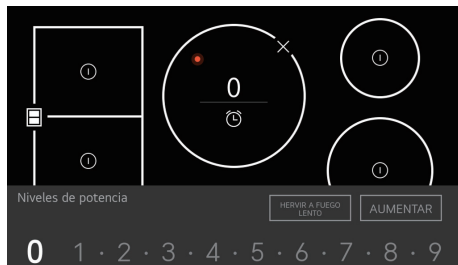 0
Niveles de potencia
HERVIR A FUEGO
LENTO
AUMENTAR
0 1 · 2 · 3 · 4 · 5 · 6 · 7 · 8 · 9